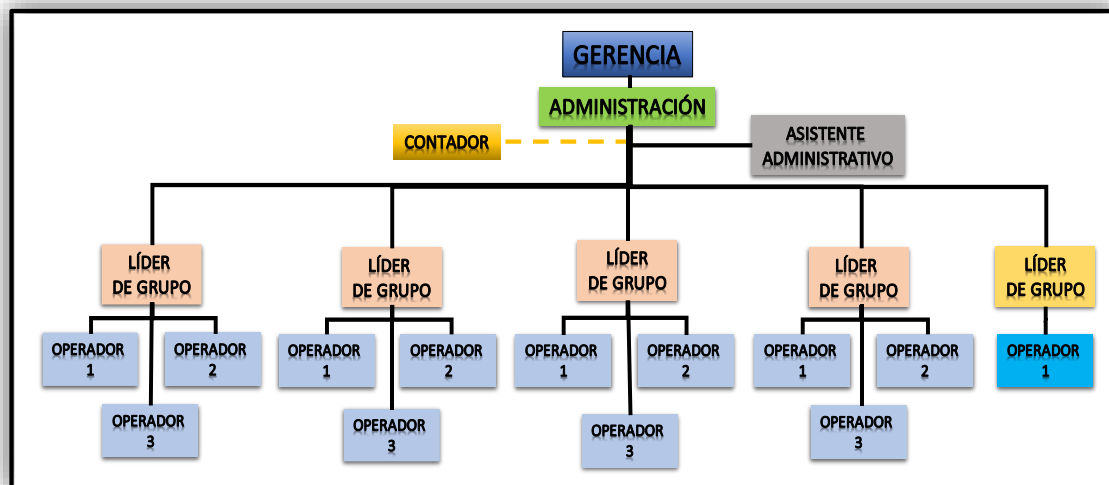 GERENCIA
ADMINISTRACIÓN
CONTADOR
ASISTENTE
ADMINISTRATIVO
LÍDER
DE GRUPO
LÍDER
DE GRUPO
LÍDER
DE GRUPO
LÍDER
DE GRUPO
LÍDER
DE GRUPO
OPERADOR
1
OPERADOR
2
OPERADOR
3
OPERADOR
1
OPERADOR
2
OPERADOR
3
OPERADOR
1
OPERADOR
2
OPERADOR
3
OPERADOR
1
OPERADOR
2
OPERADOR
3
OPERADOR
1